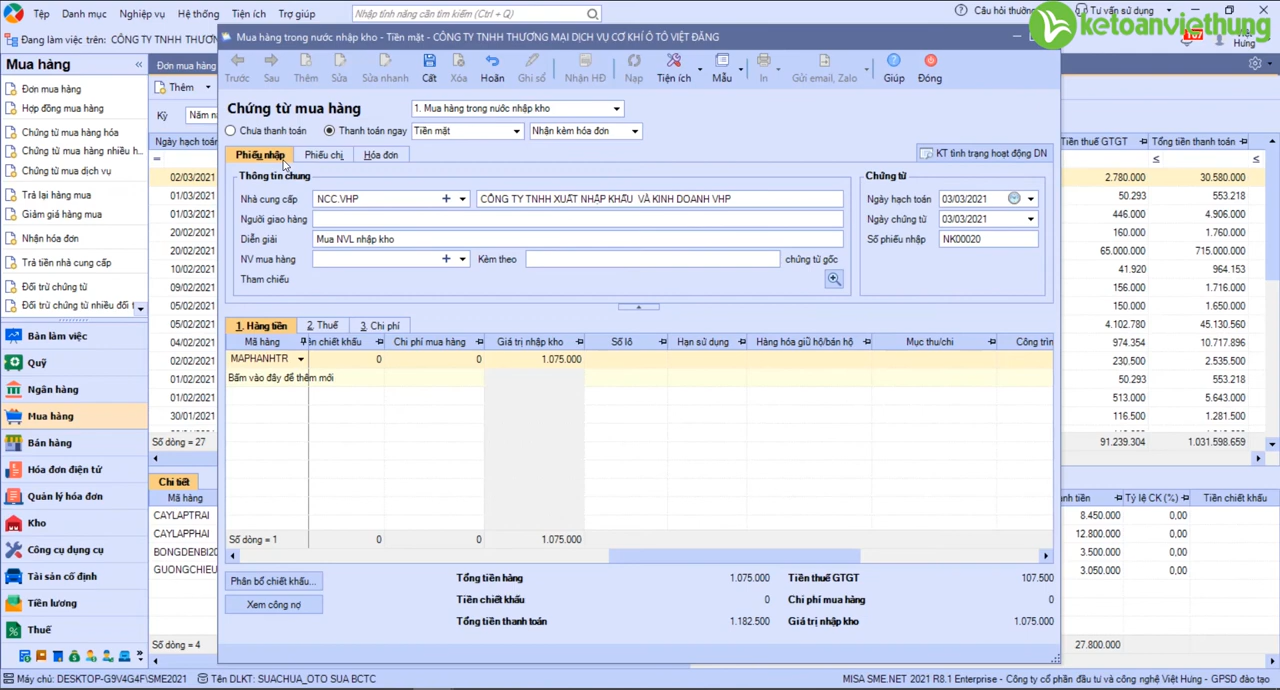 Tệp Danh mục Nghiệp vụ Hệ thống Tiện ích Trợ giúp
Nhập tính năng cần tìm kiếm (Ctrl + Q)
Câu hỏi thường
Tư vấn sử dụng
ketoanviethung
Đang làm việc trên: CÔNG TY TNHH THƯƠN
107
Hưng
Mua hàng trong nước nhập kho - Tiền mặt - CÔNG TY TNHH THƯƠNG MẠI DỊCH VỤ CƠ KHÍ Ô TÔ VIỆT ĐĂNG
Mua hàng «
Đơn mua hàng
Hợp đồng mua hàng
Chứng từ mua hàng hóa
Chứng từ mua hàng nhiều h
Chứng từ mua dịch vụ
Trả lại hàng mua
Giảm giá hàng mua
Nhận hóa đơn
Trả tiền nhà cung cấp
Đối trừ chứng từ
Đối trừ chứng từ nhiều đối t
Bàn làm việc
Quỹ
Ngân hàng
Mua hàng
Bán hàng
Hóa đơn điện tử
Quản lý hóa đơn
Kho
Công cụ dụng cụ
Tài sản cố định
Tiền lương
Thuế
Đơn mua hàng
Thêm
Kỳ Năm n
Ngày hạch toán
=
02/03/2021
01/03/2021
01/03/2021
20/02/2021
20/02/2021
10/02/2021
09/02/2021
05/02/2021
05/02/2021
04/02/2021
02/02/2021
01/02/2021
01/02/2021
30/01/2021
Số dòng = 27
Chi tiết
Mã hàng
CAYLAPTRAI
CAYLAPPHAI
BONGDENBI20
GUONGCHIEU
Số dòng = 4
Trước Sau Thêm Sửa Sửa nhanh Cất Xóa Hoãn Ghi sổ Nhận HĐ Nạp Tiện ích Mẫu In Gửi email, Zalo Giúp Đóng
Chứng từ mua hàng 1. Mua hàng trong nước nhập kho
Chưa thanh toán Thanh toán ngay Tiền mặt Nhận kèm hóa đơn
Phiếu nhập Phiếu chi Hóa đơn KT tình trạng hoạt động DN
Thông tin chung
Nhà cung cấp NCC.VHP CÔNG TY TNHH XUẤT NHẬP KHẨU VÀ KINH DOANH VHP
Người giao hàng
Diễn giải Mua NVL nhập kho
NV mua hàng Kèm theo chứng từ gốc
Tham chiếu
Chứng từ
Ngày hạch toán 03/03/2021
Ngày chứng từ 03/03/2021
Số phiếu nhập NK00020
1. Hàng tiền 2. Thuế 3. Chi phí
Mã hàng ền chiết khấu Chi phí mua hàng Giá trị nhập kho Số lô Hạn sử dụng Hàng hóa giữ hộ/bán hộ Mục thu/chi Công trìn
MAPHANHTR 0 0 1.075.000
Bấm vào đây để thêm mới
Số dòng = 1 0 0 1.075.000
Phân bổ chiết khấu...
Xem công nợ
Tổng tiền hàng 1.075.000 Tiền thuế GTGT 107.500
Tiền chiết khấu 0 Chi phí mua hàng 0
Tổng tiền thanh toán 1.182.500 Giá trị nhập kho 1.075.000
Tiền thuế GTGT Tổng tiền thanh toán
≤ ≤
2.780.000 30.580.000
50.293 553.218
446.000 4.906.000
160.000 1.760.000
65.000.000 715.000.000
41.920 964.153
156.000 1.716.000
150.000 1.650.000
4.102.780 45.130.560
974.354 10.717.896
230.500 2.535.500
50.293 553.218
513.000 5.643.000
116.500 1.281.500
91.239.304 1.031.598.659
nh tiền Tỷ lệ CK (%) Tiền chiết khấu
8.450.000 0,00
12.800.000 0,00
3.500.000 0,00
3.050.000 0,00
27.800.000
Máy chủ: DESKTOP-G9V4G4F\SME2021 Tên DLKT: SUACHUA_OTO SUA BCTC MISA SME.NET 2021 R8.1 Enterprise - Công ty cổ phần đầu tư và công nghệ Việt Hưng - GPSD đào tạo